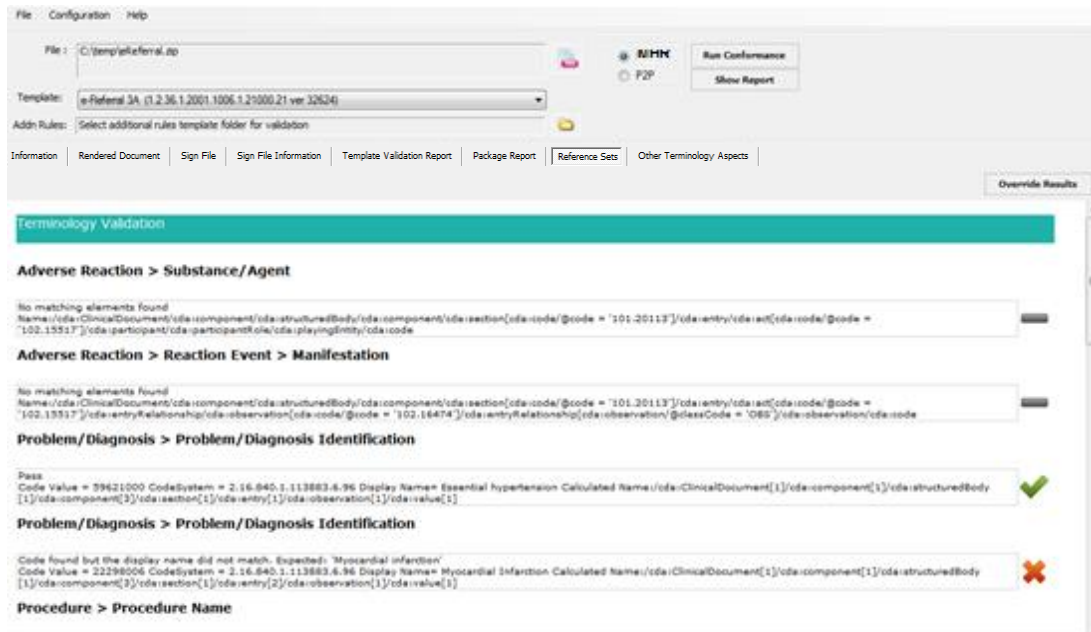 File Configuration Help
File : C:\temp\eReferral.zip
NEHR Run Conformance
P2P Show Report
Template: e-Referral 3A (1.2.36.1.2001.1006.1.21000.21 ver 32624)
Addn Rules: Select additional rules template folder for validation
Information Rendered Document Sign File Sign File Information Template Validation Report Package Report Reference Sets Other Terminology Aspects
Override Results
Terminology Validation
Adverse Reaction > Substance/Agent
No matching elements found
Name:/cda:ClinicalDocument/cda:component/cda:structuredBody/cda:component/cda:section[cda:code/@code = '101.20113']/cda:entry/cda:act[cda:code/@code =
'102.15517']/cda:participant/cda:participantRole/cda:playingEntity/cda:code
Adverse Reaction > Reaction Event > Manifestation
No matching elements found
Name:/cda:ClinicalDocument/cda:component/cda:structuredBody/cda:component/cda:section[cda:code/@code = '101.20113']/cda:entry/cda:act[cda:code/@code =
'102.15517']/cda:entryRelationship/cda:observation[cda:code/@code = '102.16474']/cda:entryRelationship[cda:observation/@classCode = 'OBS']/cda:observation/cda:code
Problem/Diagnosis > Problem/Diagnosis Identification
Pass
Code Value = 59621000 CodeSystem = 2.16.840.1.113883.6.96 Display Name= Essential hypertension Calculated Name:/cda:ClinicalDocument[1]/cda:component[1]/cda:structuredBody
[1]/cda:component[3]/cda:section[1]/cda:entry[1]/cda:observation[1]/cda:value[1]
Problem/Diagnosis > Problem/Diagnosis Identification
Code found but the display name did not match. Expected: 'Myocardial infarction'
Code Value = 22298006 CodeSystem = 2.16.840.1.113883.6.96 Display Name= Myocardial Infarction Calculated Name:/cda:ClinicalDocument[1]/cda:component[1]/cda:structuredBody
[1]/cda:component[3]/cda:section[1]/cda:entry[2]/cda:observation[1]/cda:value[1]
Procedure > Procedure Name